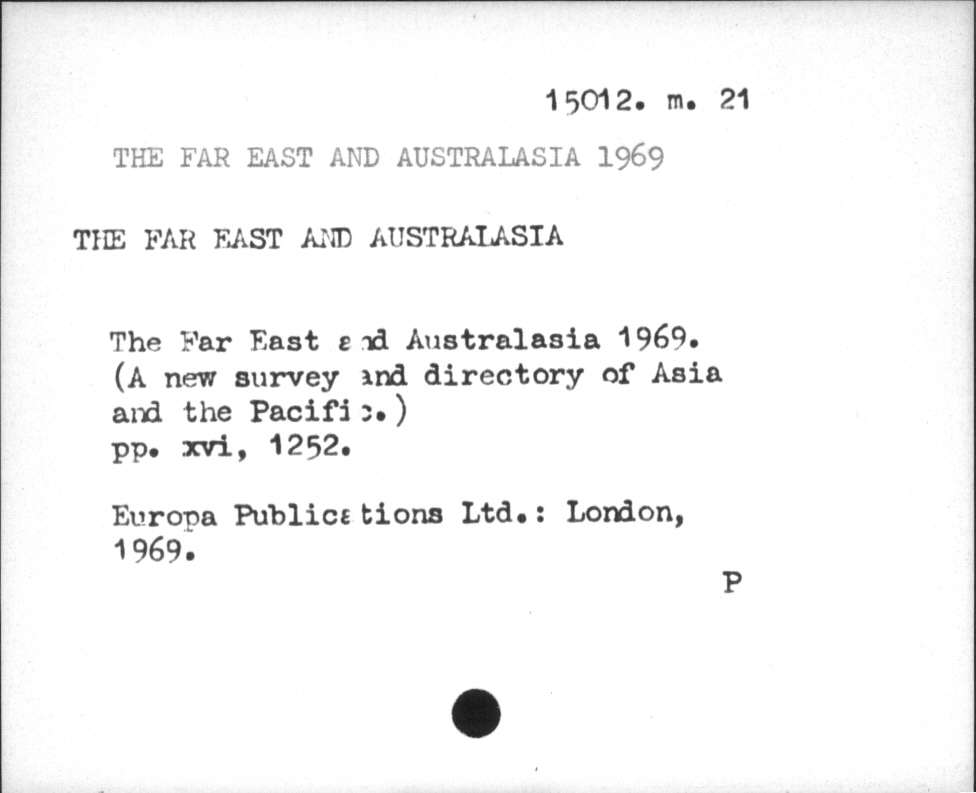 15012. m. 21
THE FAR EAST AND AUSTRALASIA 1969
THE FAR EAST AND AUSTRALASIA
The Far East and Australasia 1969.
(A new survey and directory of Asia
and the Pacific.)
pp. xvi, 1252.
Europa Publications Ltd.: London,
1969.
P